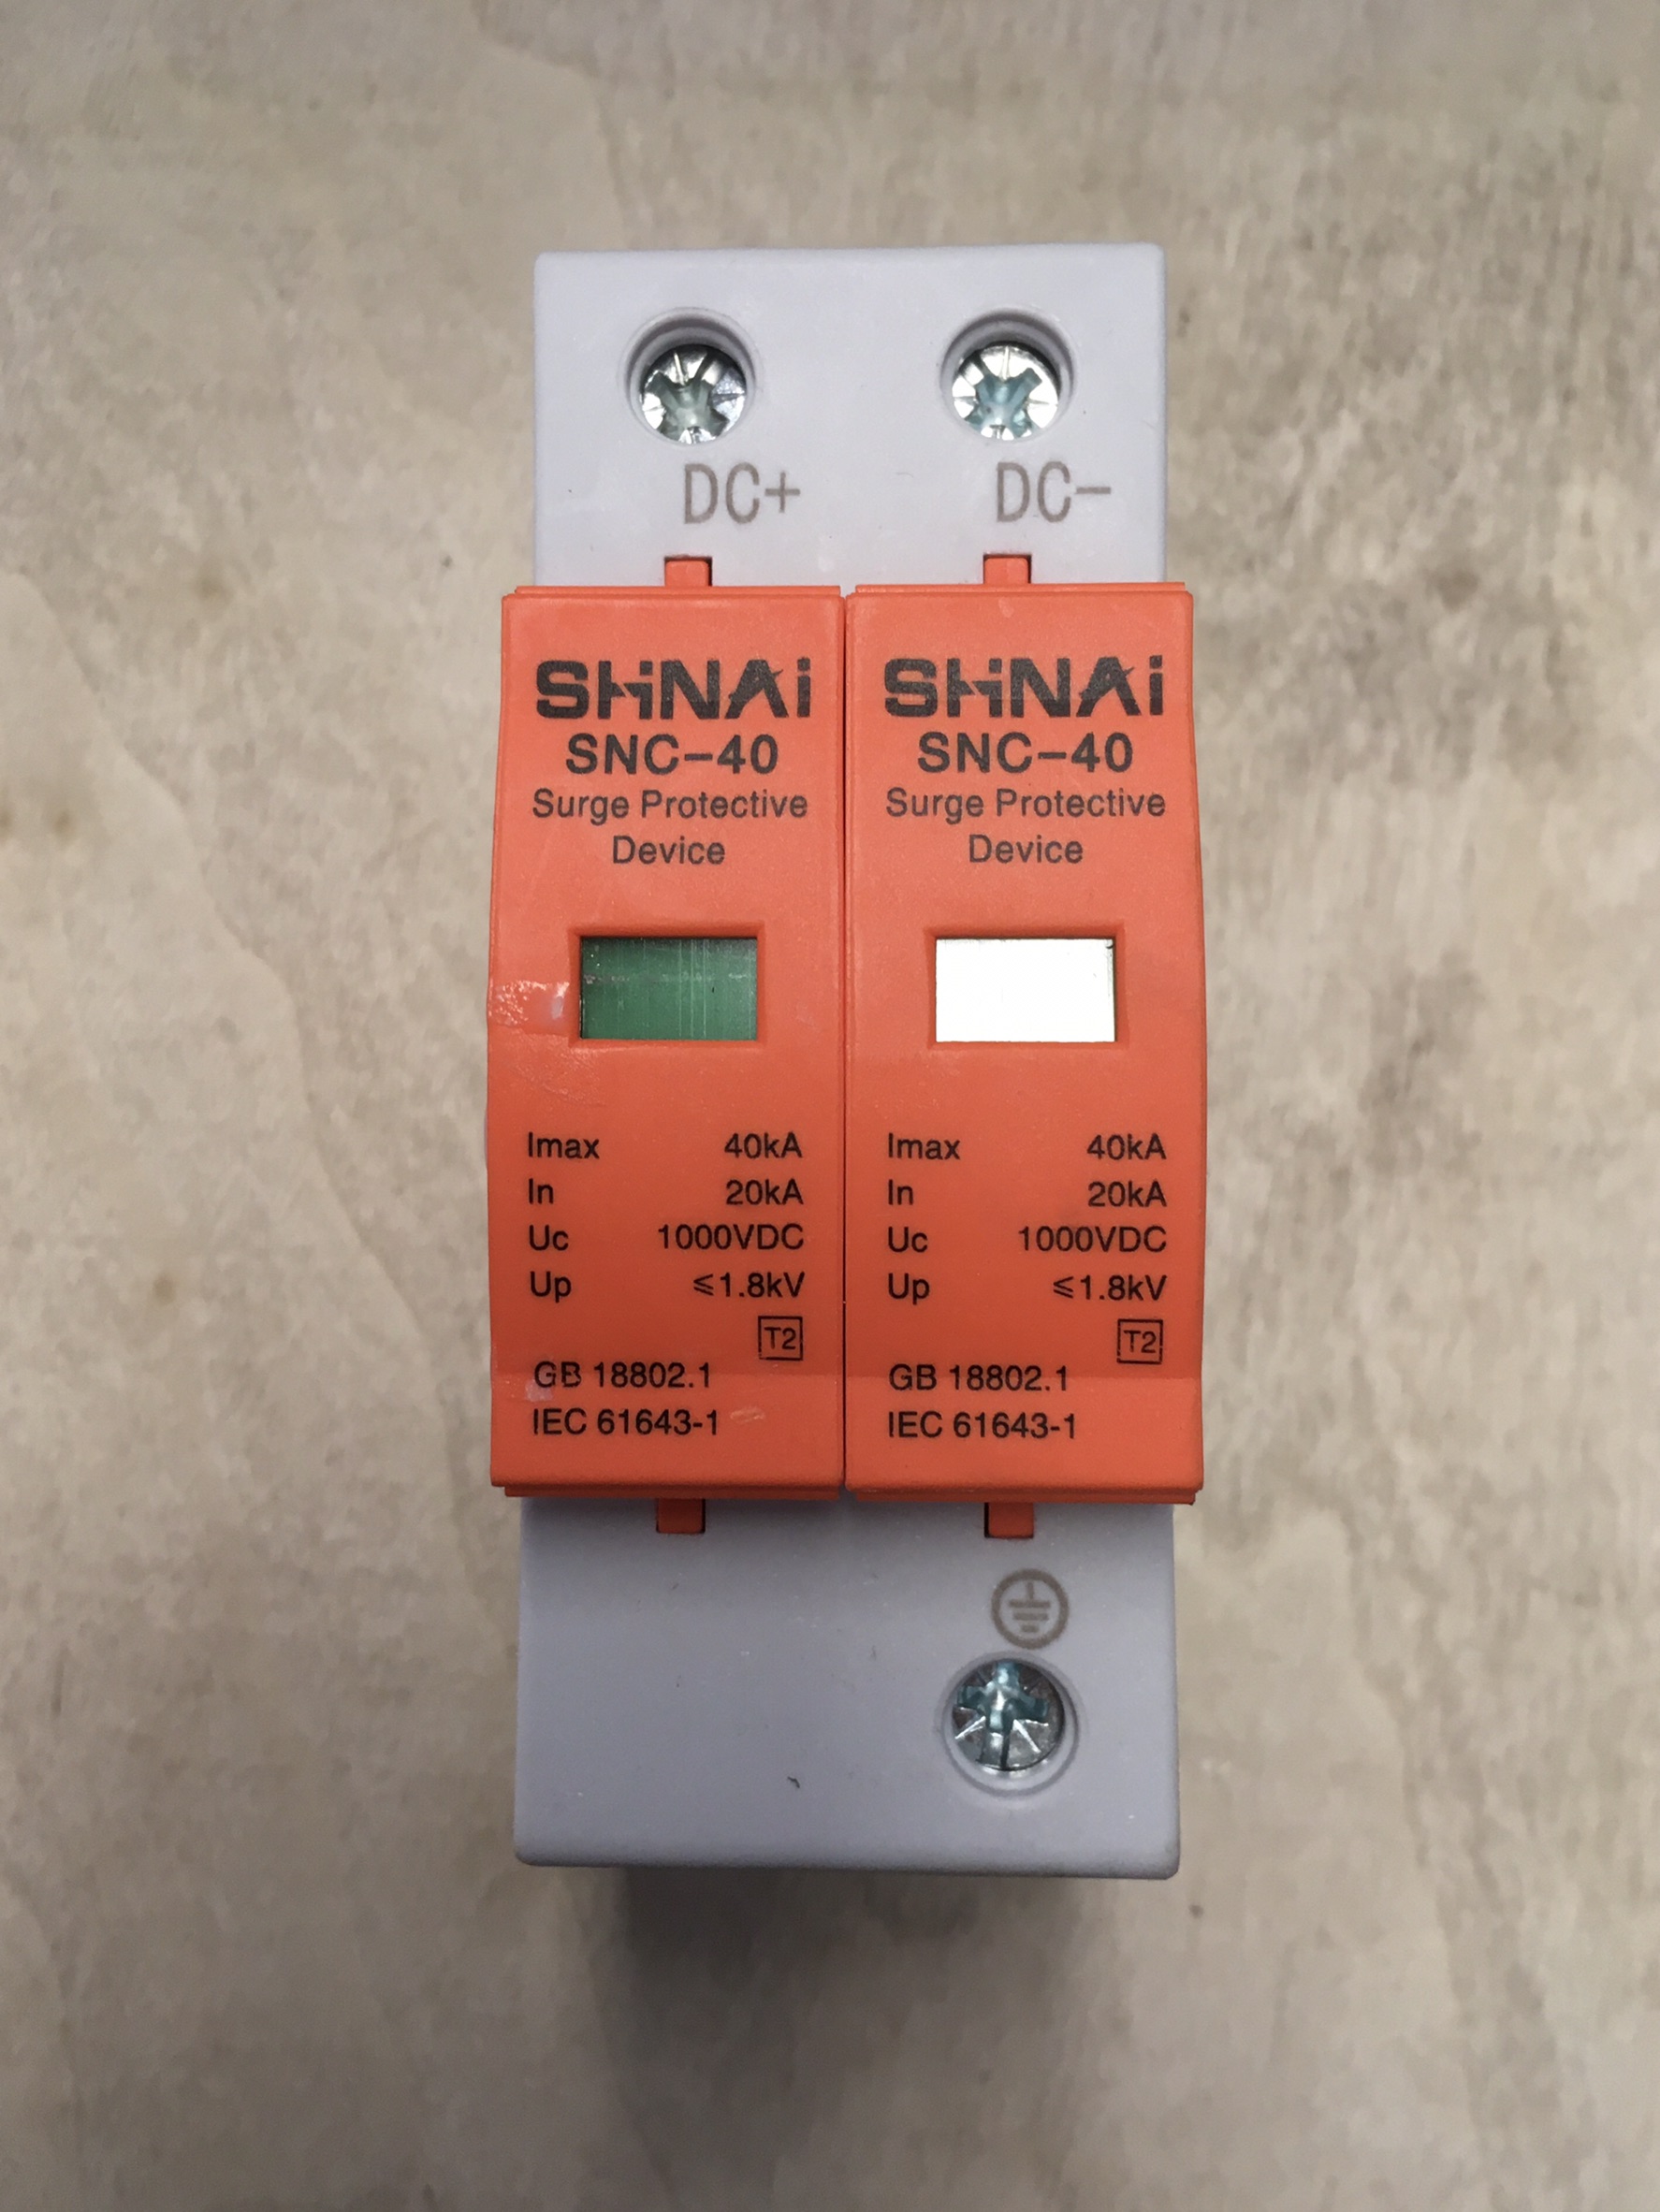 DC+
DC-
SHiNAi
SNC-40
Surge Protective
Device
Imax 40kA
In 20kA
Uc 1000VDC
Up ≤1.8kV
T2
GB 18802.1
IEC 61643-1
SHiNAi
SNC-40
Surge Protective
Device
Imax 40kA
In 20kA
Uc 1000VDC
Up ≤1.8kV
T2
GB 18802.1
IEC 61643-1